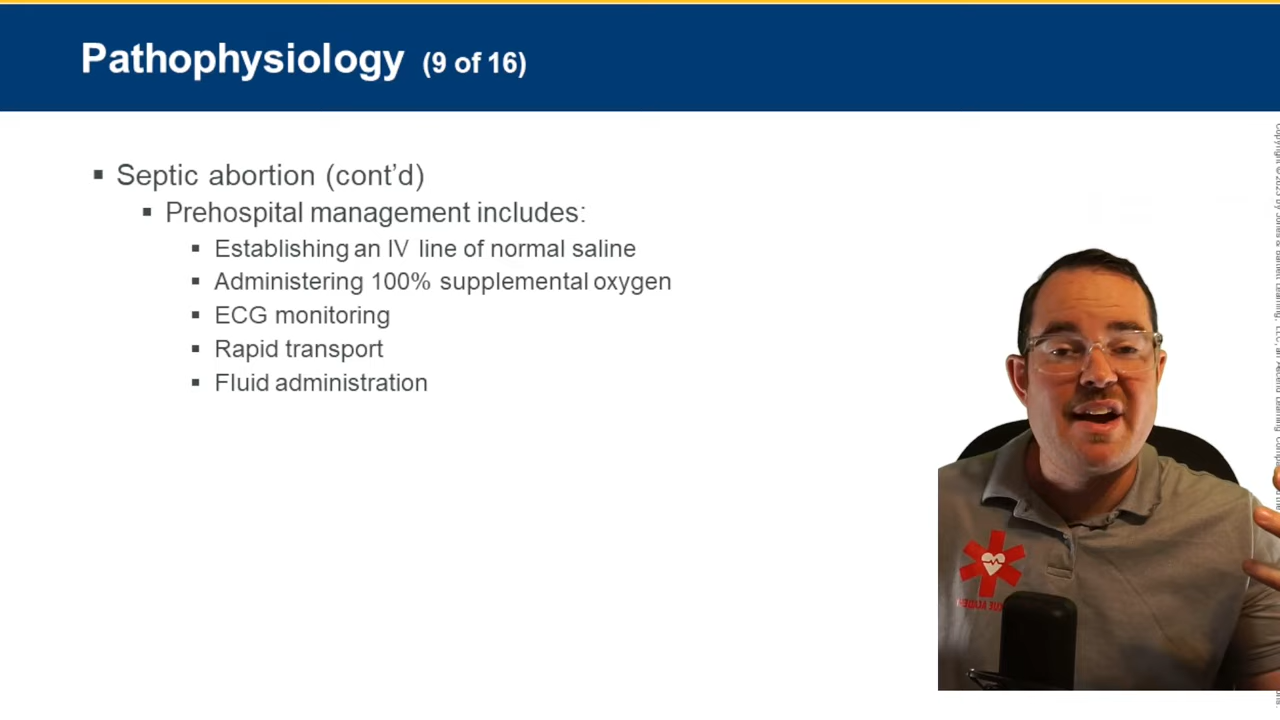 Pathophysiology (9 of 16)
▪ Septic abortion (cont’d)
▪ Prehospital management includes:
▪ Establishing an IV line of normal saline
▪ Administering 100% supplemental oxygen
▪ ECG monitoring
▪ Rapid transport
▪ Fluid administration